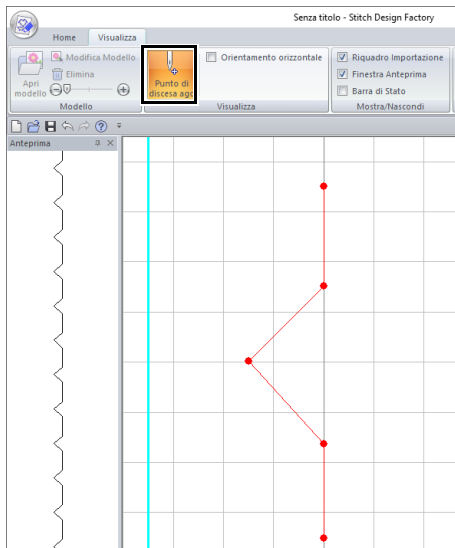 Senza titolo - Stitch Design Factory
Home Visualizza
Apri modello
Modifica Modello
Elimina
Modello
Punto di discesa ago
Orientamento orizzontale
Visualizza
Riquadro Importazione
Finestra Anteprima
Barra di Stato
Mostra/Nascondi
Anteprima